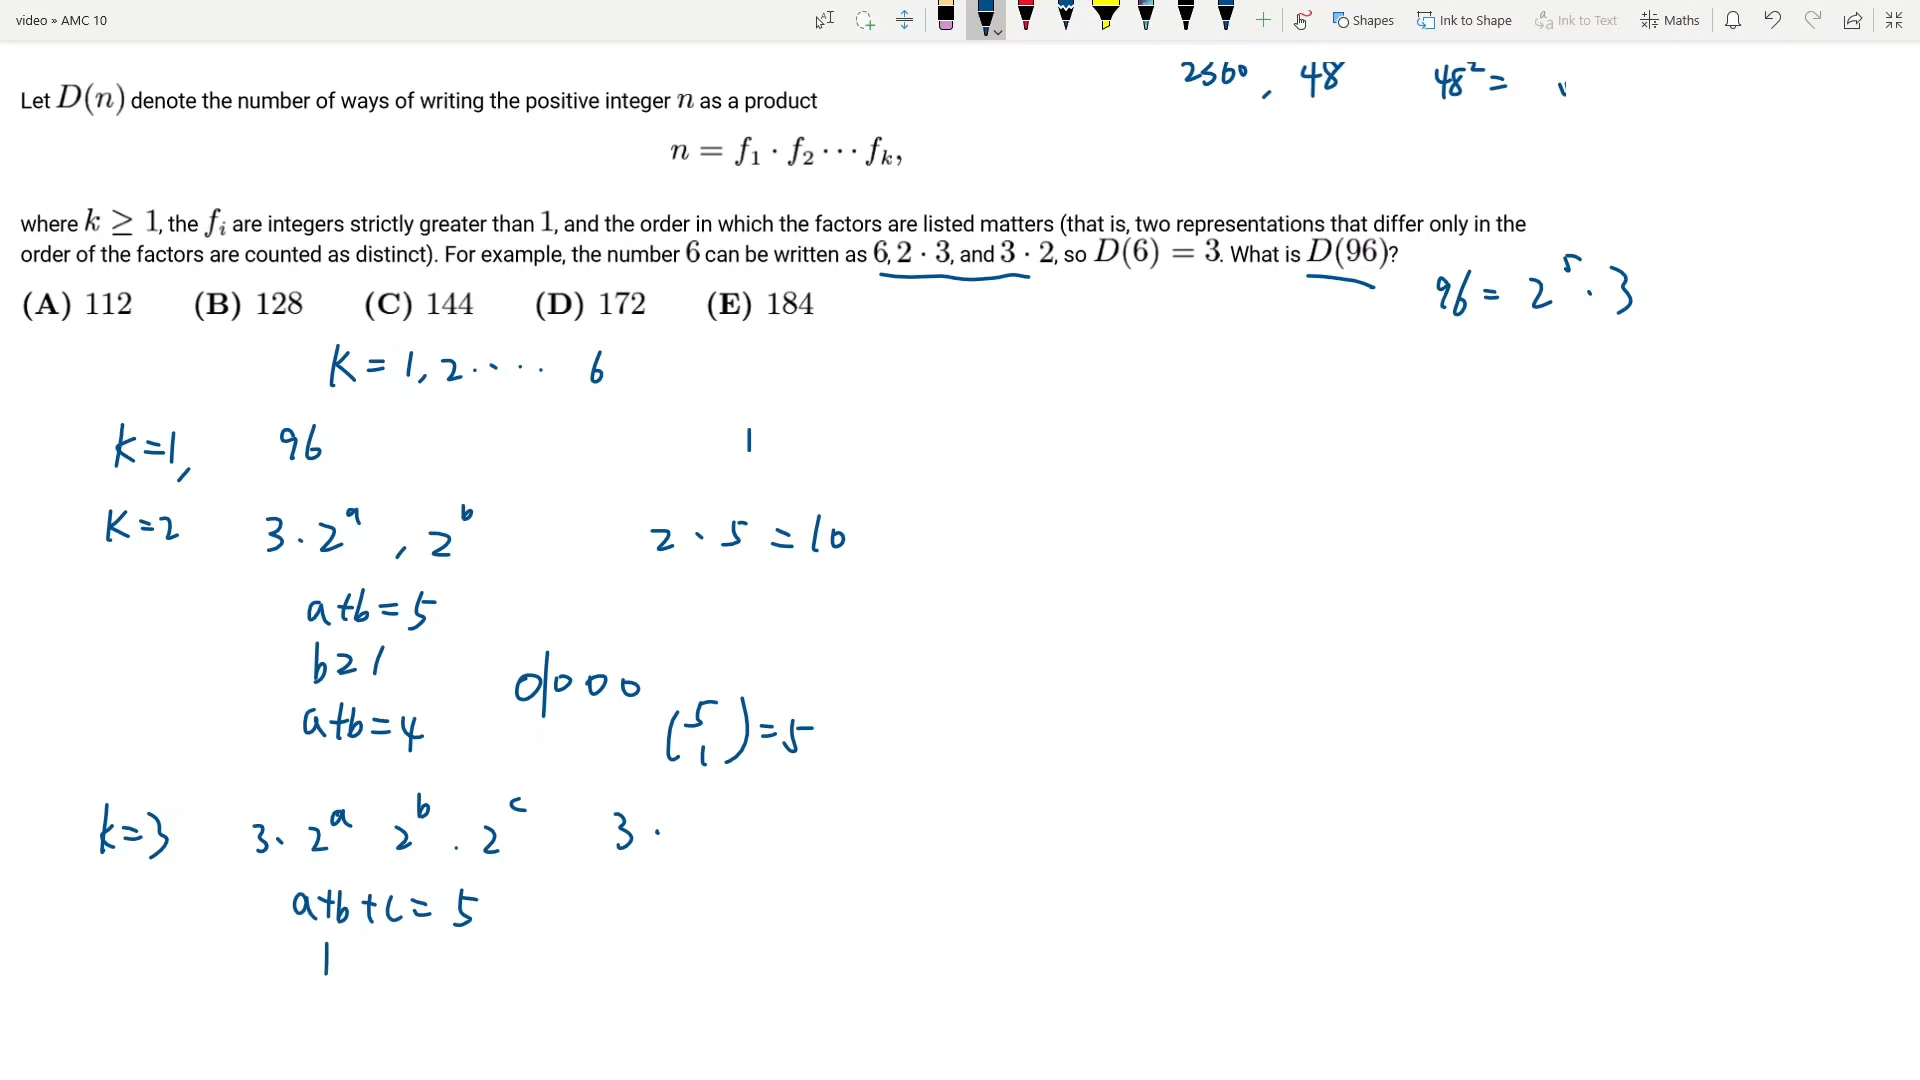 video » AMC 10
Shapes Ink to Shape Ink to Text Maths
2560, 48 48² =
Let D(n) denote the number of ways of writing the positive integer n as a product
n = f₁ · f₂ ··· fₖ,
where k ≥ 1, the fᵢ are integers strictly greater than 1, and the order in which the factors are listed matters (that is, two representations that differ only in the
order of the factors are counted as distinct). For example, the number 6 can be written as 6, 2 · 3, and 3 · 2, so D(6) = 3. What is D(96)?
96 = 2⁵ · 3
(A) 112 (B) 128 (C) 144 (D) 172 (E) 184
K = 1, 2 ····· 6
k=1, 96 1
K=2 3·2ᵃ, 2ᵇ 2 · 5 = 10
a+b=5
b≥1
0|000
a+b=4 (5 1) = 5
k=3 3·2ᵃ 2ᵇ · 2ᶜ 3 ·
a+b+c = 5
1